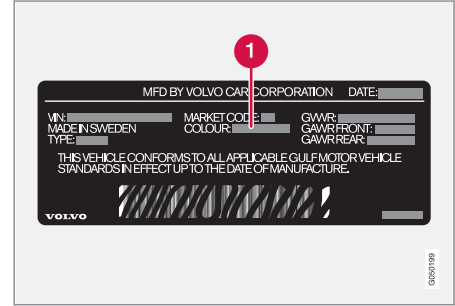 1
MFD BY VOLVO CAR CORPORATION DATE:
VIN: MARKET CODE: GVWR:
MADE IN SWEDEN COLOUR: GAWR FRONT:
TYPE: GAWR REAR:
THIS VEHICLE CONFORMS TO ALL APPLICABLE GULF MOTOR VEHICLE
STANDARDS IN EFFECT UP TO THE DATE OF MANUFACTURE.
VOLVO
G050199